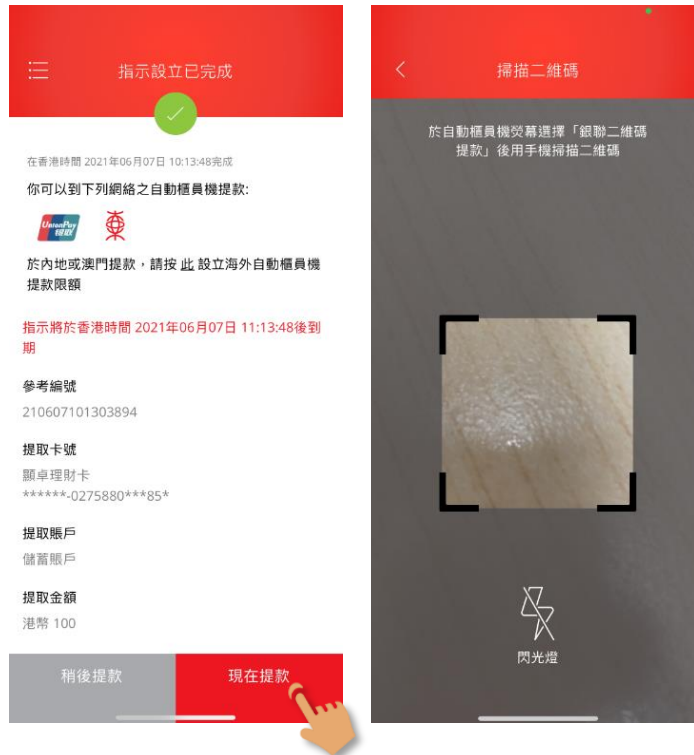 指示設立已完成
在香港時間 2021年06月07日 10:13:48完成
你可以到下列網絡之自動櫃員機提款:
UnionPay
银联
於內地或澳門提款，請按 此 設立海外自動櫃員機
提款限額
指示將於香港時間 2021年06月07日 11:13:48後到
期
參考編號
210607101303894
提取卡號
顯卓理財卡
******-0275880***85*
提取賬戶
儲蓄賬戶
提取金額
港幣 100
稍後提款
現在提款
掃描二維碼
於自動櫃員機熒幕選擇「銀聯二維碼
提款」後用手機掃描二維碼
閃光燈